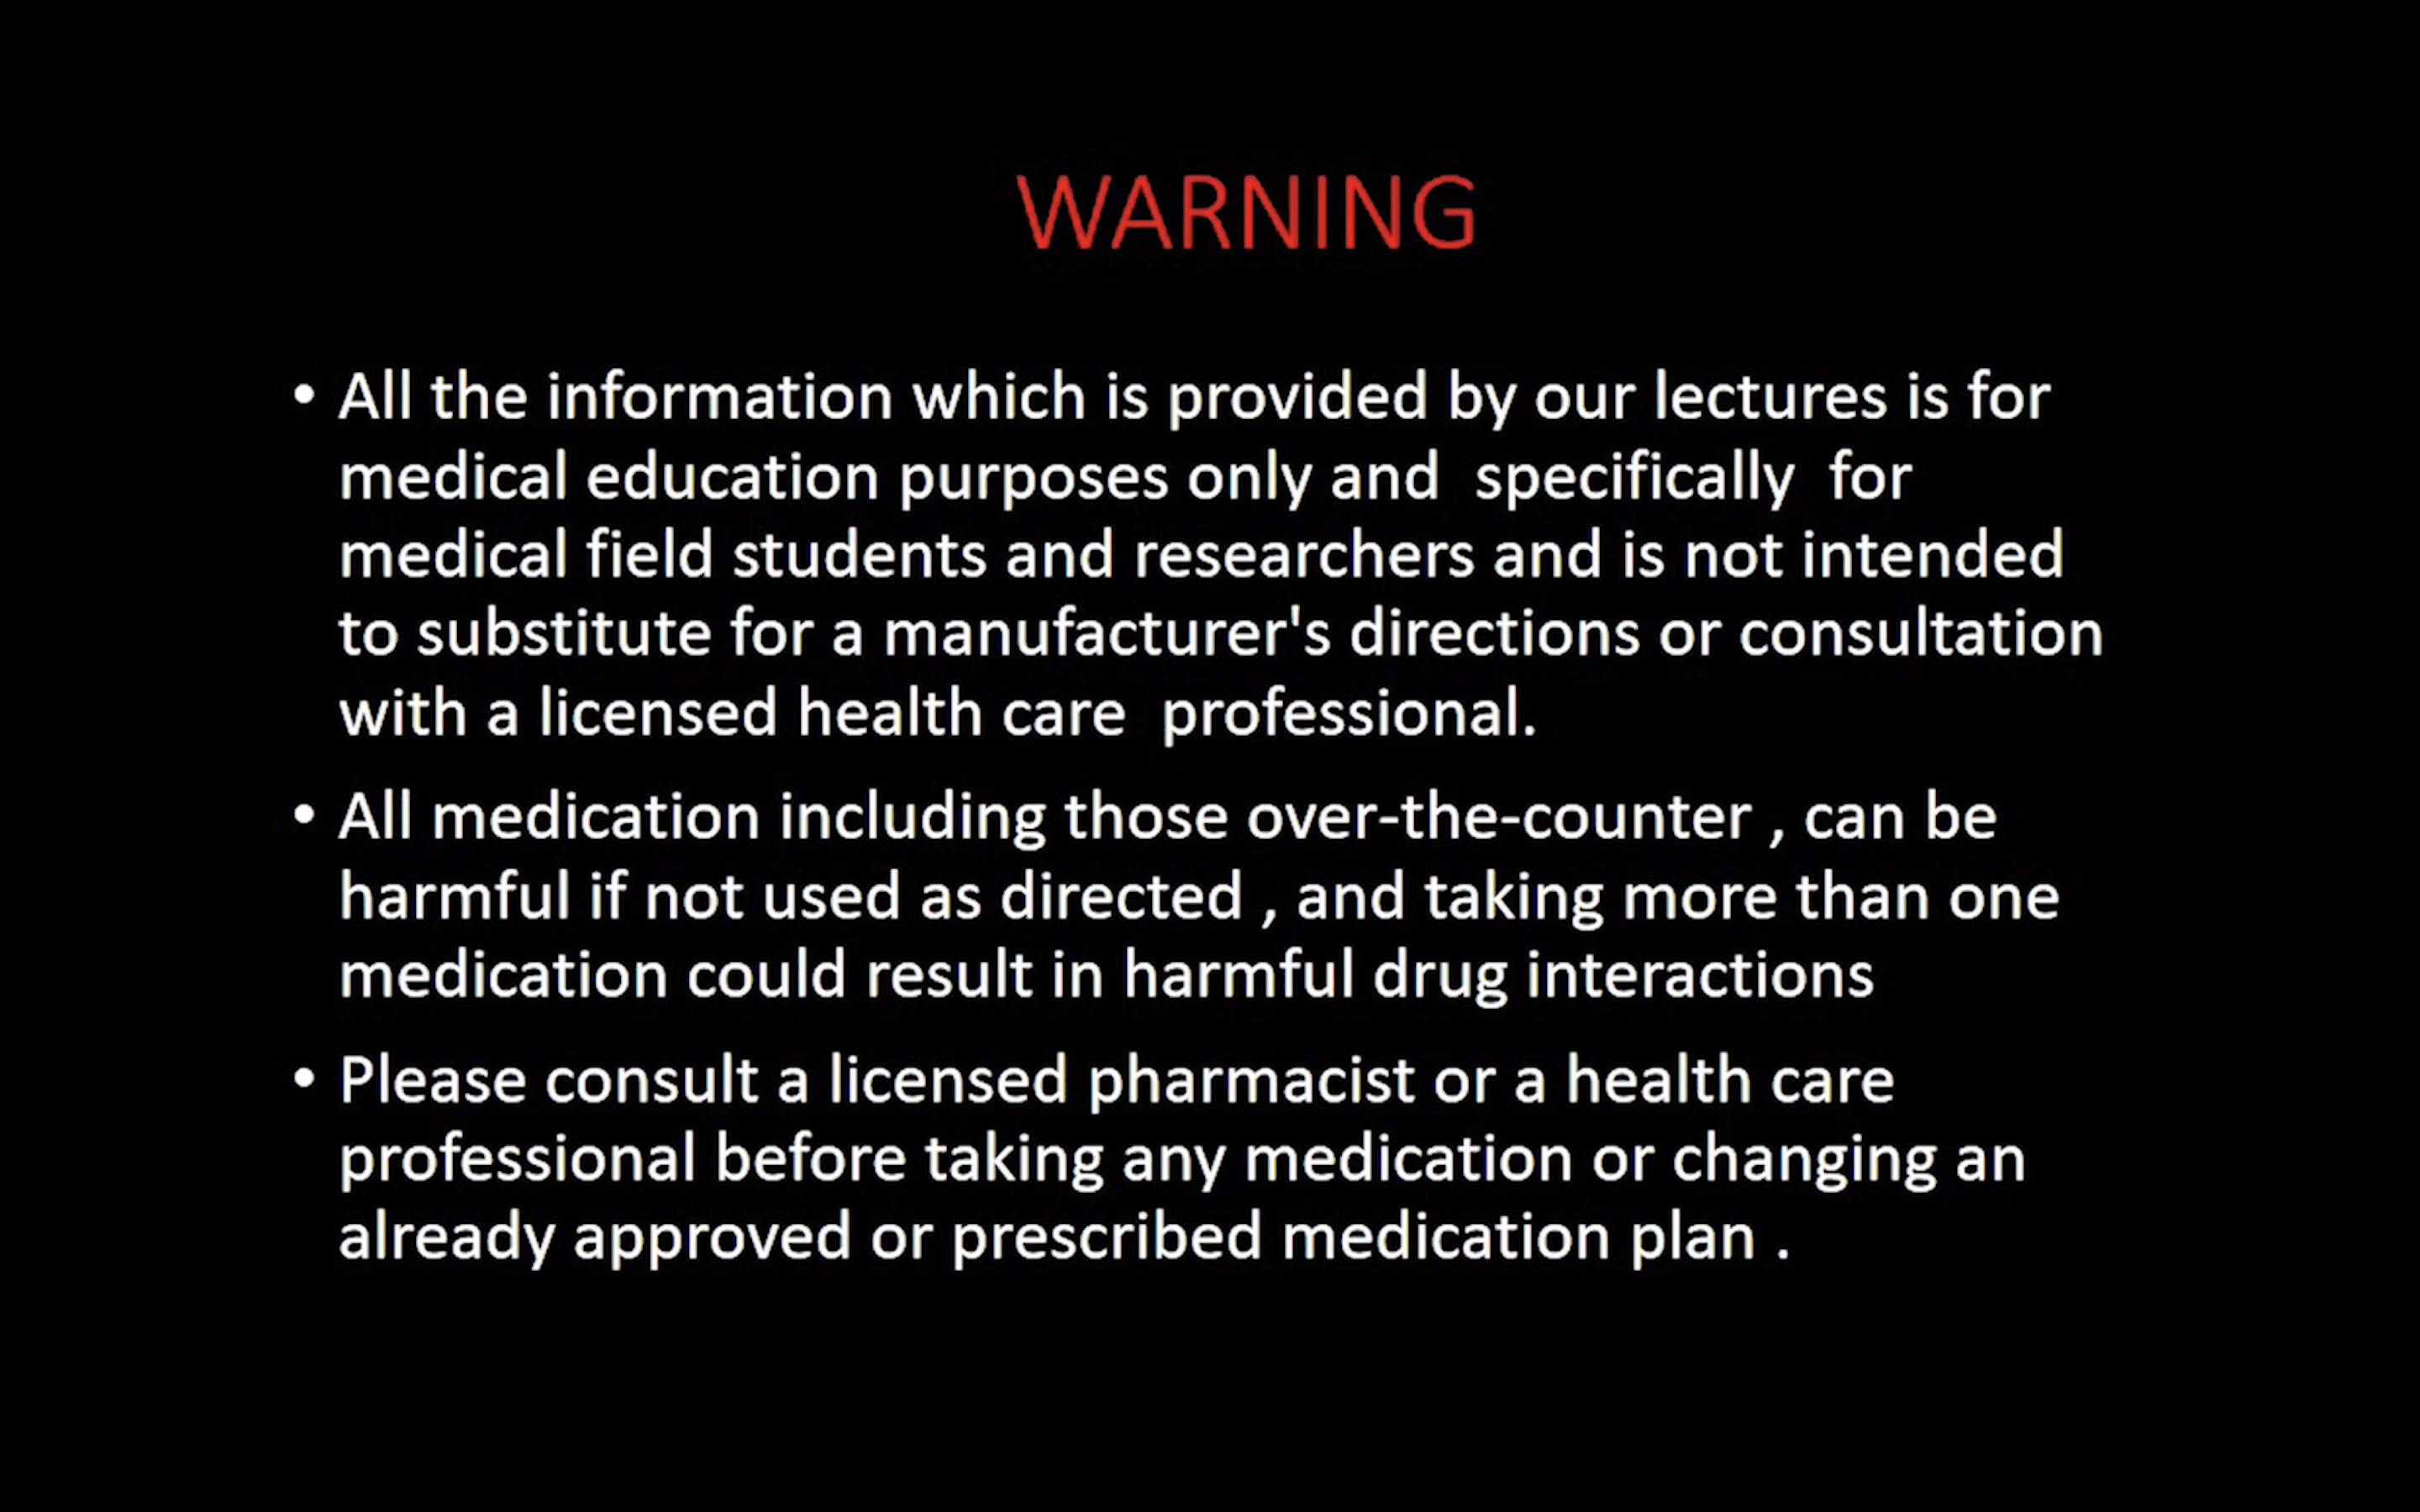 WARNING
• All the information which is provided by our lectures is for
medical education purposes only and  specifically  for
medical field students and researchers and is not intended
to substitute for a manufacturer's directions or consultation
with a licensed health care  professional.
• All medication including those over-the-counter , can be
harmful if not used as directed , and taking more than one
medication could result in harmful drug interactions
• Please consult a licensed pharmacist or a health care
professional before taking any medication or changing an
already approved or prescribed medication plan .